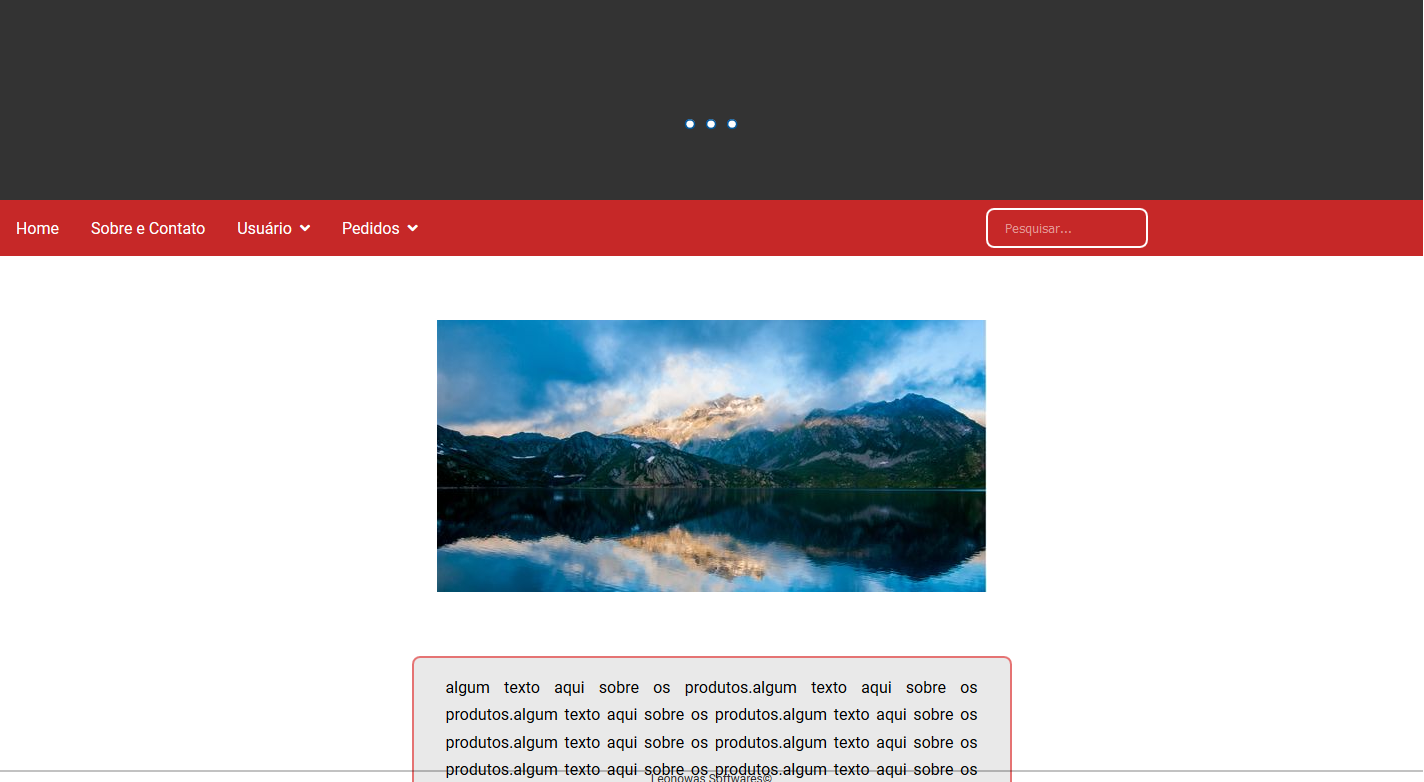 Home Sobre e Contato Usuário Pedidos Pesquisar...
algum texto aqui sobre os produtos.algum texto aqui sobre os
produtos.algum texto aqui sobre os produtos.algum texto aqui sobre os
produtos.algum texto aqui sobre os produtos.algum texto aqui sobre os
produtos.algum texto aqui sobre os produtos.algum texto aqui sobre os
Leonowas Softwares©